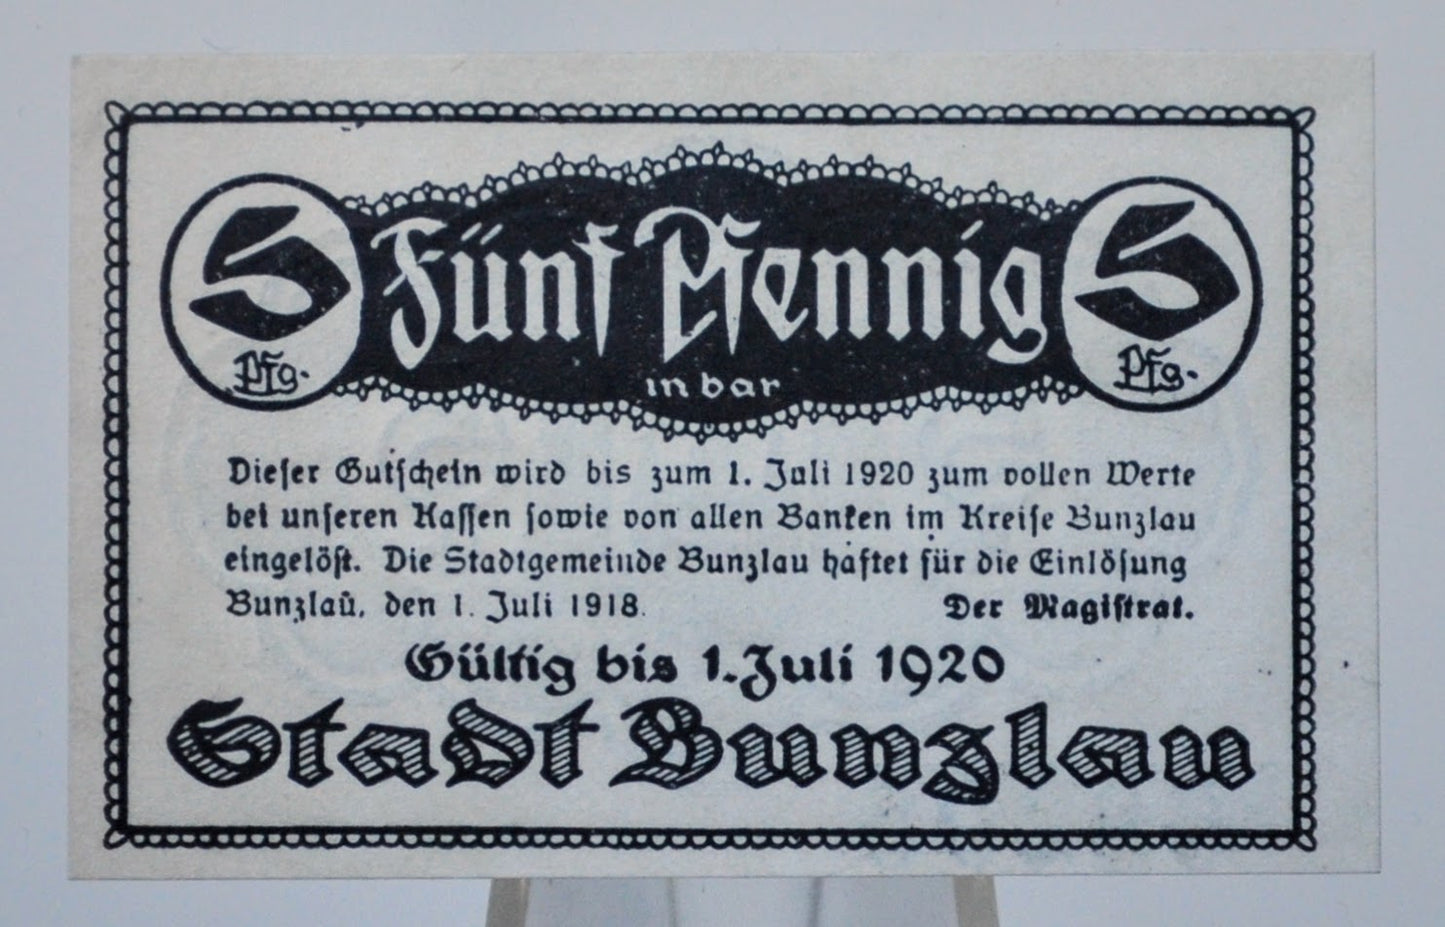 5 Fünf Pfennig 5
Pfg. in bar Pfg.
Dieser Gutschein wird bis zum 1. Juli 1920 zum vollen Werte
bei unseren Kassen sowie von allen Banken im Kreise Bunzlau
eingelöst. Die Stadtgemeinde Bunzlau haftet für die Einlösung
Bunzlau, den 1. Juli 1918. Der Magistrat.
Gültig bis 1. Juli 1920
Stadt Bunzlau